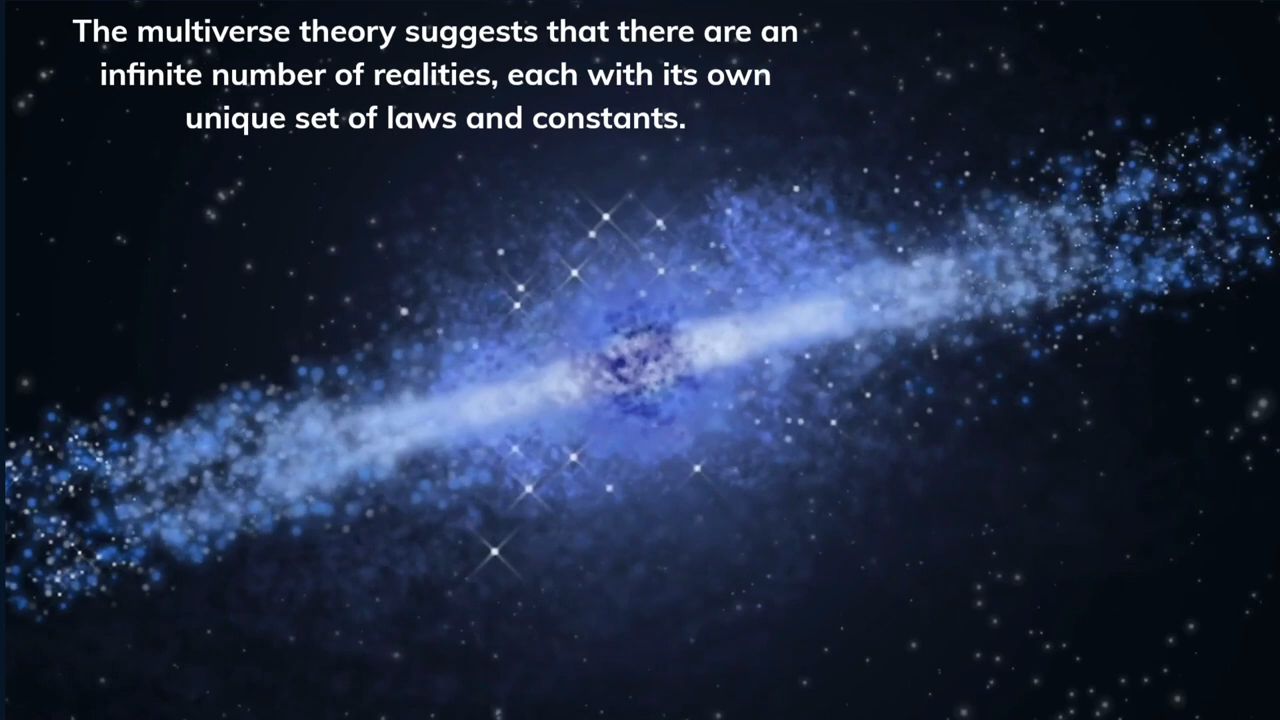 The multiverse theory suggests that there are an
infinite number of realities, each with its own
unique set of laws and constants.